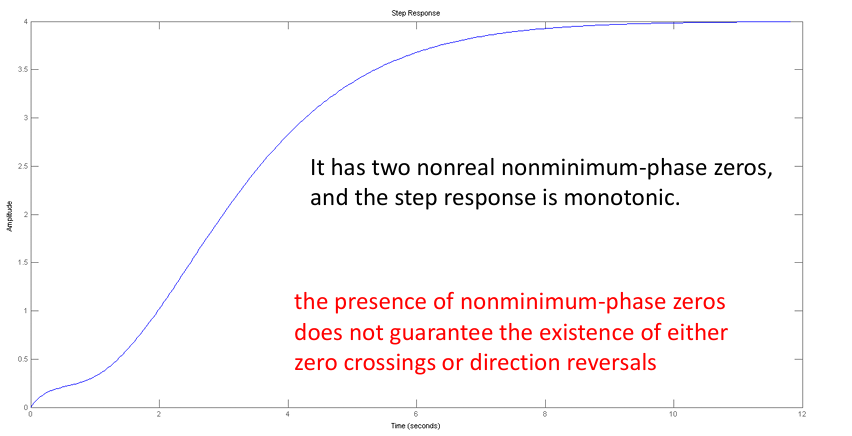 Step Response
4
3.5
3
2.5
2
1.5
1
0.5
0
Amplitude
It has two nonreal nonminimum-phase zeros,
and the step response is monotonic.
the presence of nonminimum-phase zeros
does not guarantee the existence of either
zero crossings or direction reversals
0 2 4 6 8 10 12
Time (seconds)